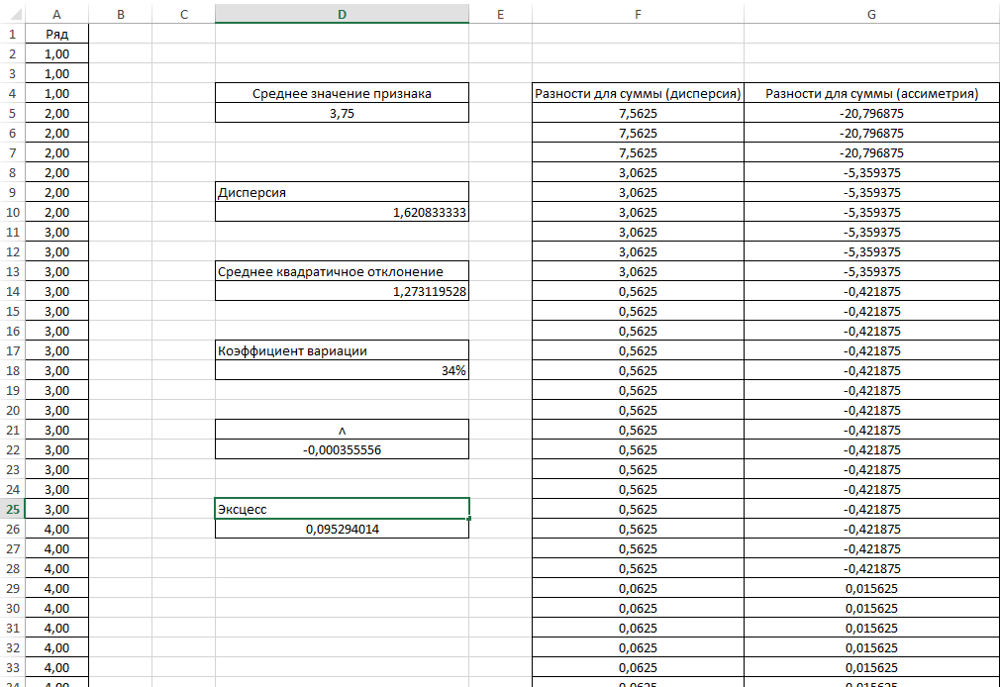 A B C D E F G
1 Ряд
2 1,00
3 1,00
4 1,00 Среднее значение признака Разности для суммы (дисперсия) Разности для суммы (ассиметрия)
5 2,00 3,75 7,5625 -20,796875
6 2,00 7,5625 -20,796875
7 2,00 7,5625 -20,796875
8 2,00 3,0625 -5,359375
9 2,00 Дисперсия 3,0625 -5,359375
10 2,00 1,620833333 3,0625 -5,359375
11 3,00 3,0625 -5,359375
12 3,00 3,0625 -5,359375
13 3,00 Среднее квадратичное отклонение 3,0625 -5,359375
14 3,00 1,273119528 0,5625 -0,421875
15 3,00 0,5625 -0,421875
16 3,00 0,5625 -0,421875
17 3,00 Коэффициент вариации 0,5625 -0,421875
18 3,00 34% 0,5625 -0,421875
19 3,00 0,5625 -0,421875
20 3,00 0,5625 -0,421875
21 3,00 ʌ 0,5625 -0,421875
22 3,00 -0,000355556 0,5625 -0,421875
23 3,00 0,5625 -0,421875
24 3,00 0,5625 -0,421875
25 3,00 Эксцесс 0,5625 -0,421875
26 4,00 0,095294014 0,5625 -0,421875
27 4,00 0,5625 -0,421875
28 4,00 0,5625 -0,421875
29 4,00 0,0625 0,015625
30 4,00 0,0625 0,015625
31 4,00 0,0625 0,015625
32 4,00 0,0625 0,015625
33 4,00 0,0625 0,015625
34 4,00 0,0625 0,015625